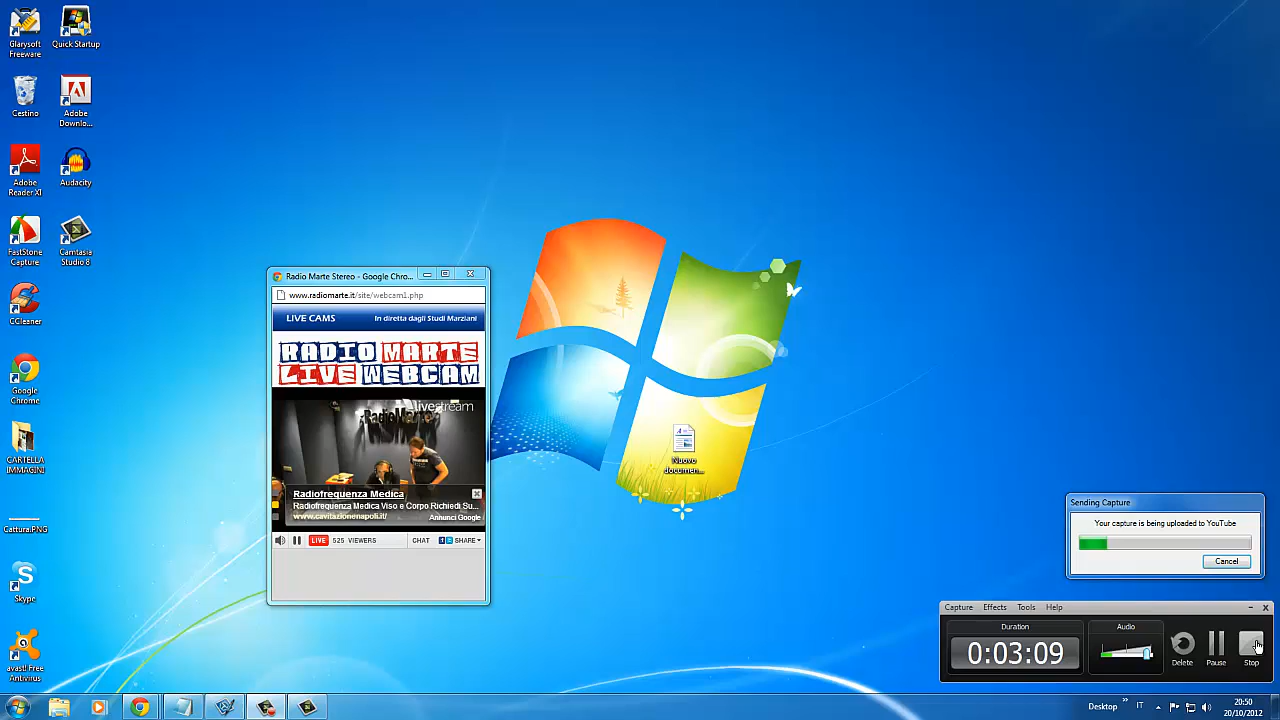 Glarysoft
Freeware
Quick Startup
Cestino
Adobe
Downlo...
Adobe
Reader XI
Audacity
FastStone
Capture
Camtasia
Studio 8
CCleaner
Google
Chrome
CARTELLA
IMMAGINI
Cattura.PNG
Skype
avast! Free
Antivirus
Radio Marte Stereo - Google Chro...
www.radiomarte.it/site/webcam1.php
LIVE CAMS
In diretta dagli Studi Marziani
RADIO MARTE
LIVE WEBCAM
livestream
RadioMarte
Radiofrequenza Medica
Radiofrequenza Medica Viso e Corpo Richiedi Su...
www.cavitazionenapoli.it/
Annunci Google
LIVE
525 VIEWERS
CHAT
SHARE
Nuovo
documen...
Sending Capture
Your capture is being uploaded to YouTube
Cancel
Capture Effects Tools Help
Duration
0:03:09
Audio
Delete
Pause
Stop
Desktop
IT
20:50
20/10/2012